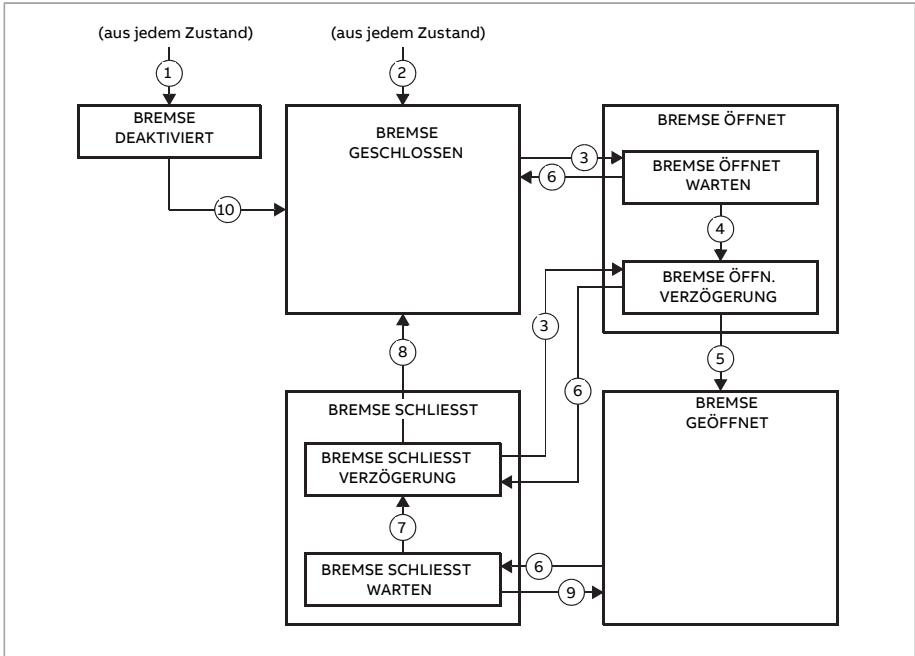 (aus jedem Zustand)
(aus jedem Zustand)
1
2
BREMSE
DEAKTIVIERT
BREMSE
GESCHLOSSEN
BREMSE ÖFFNET
3
6
BREMSE ÖFFNET
WARTEN
10
4
BREMSE ÖFFN.
VERZÖGERUNG
3
8
5
6
BREMSE SCHLIESST
BREMSE
GEÖFFNET
BREMSE SCHLIESST
VERZÖGERUNG
7
BREMSE SCHLIESST
WARTEN
6
9